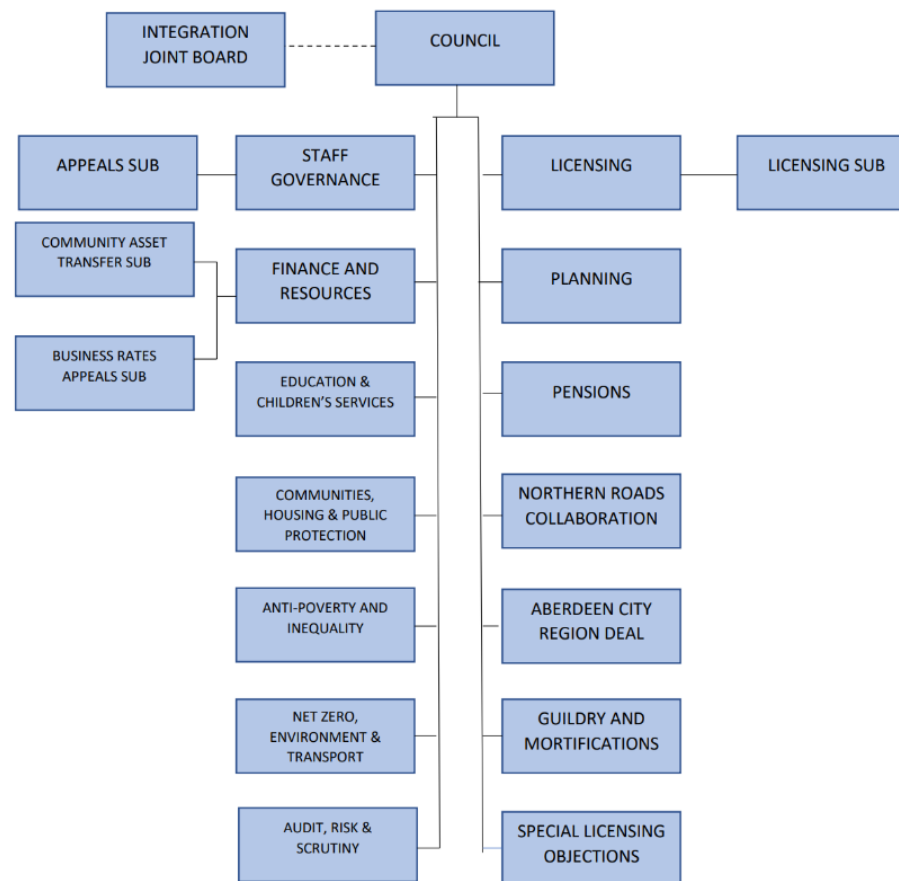 INTEGRATION
JOINT BOARD
COUNCIL
APPEALS SUB
STAFF
GOVERNANCE
LICENSING
LICENSING SUB
COMMUNITY ASSET
TRANSFER SUB
FINANCE AND
RESOURCES
PLANNING
BUSINESS RATES
APPEALS SUB
EDUCATION &
CHILDREN’S SERVICES
PENSIONS
COMMUNITIES,
HOUSING & PUBLIC
PROTECTION
NORTHERN ROADS
COLLABORATION
ANTI-POVERTY AND
INEQUALITY
ABERDEEN CITY
REGION DEAL
NET ZERO,
ENVIRONMENT &
TRANSPORT
GUILDRY AND
MORTIFICATIONS
AUDIT, RISK &
SCRUTINY
SPECIAL LICENSING
OBJECTIONS